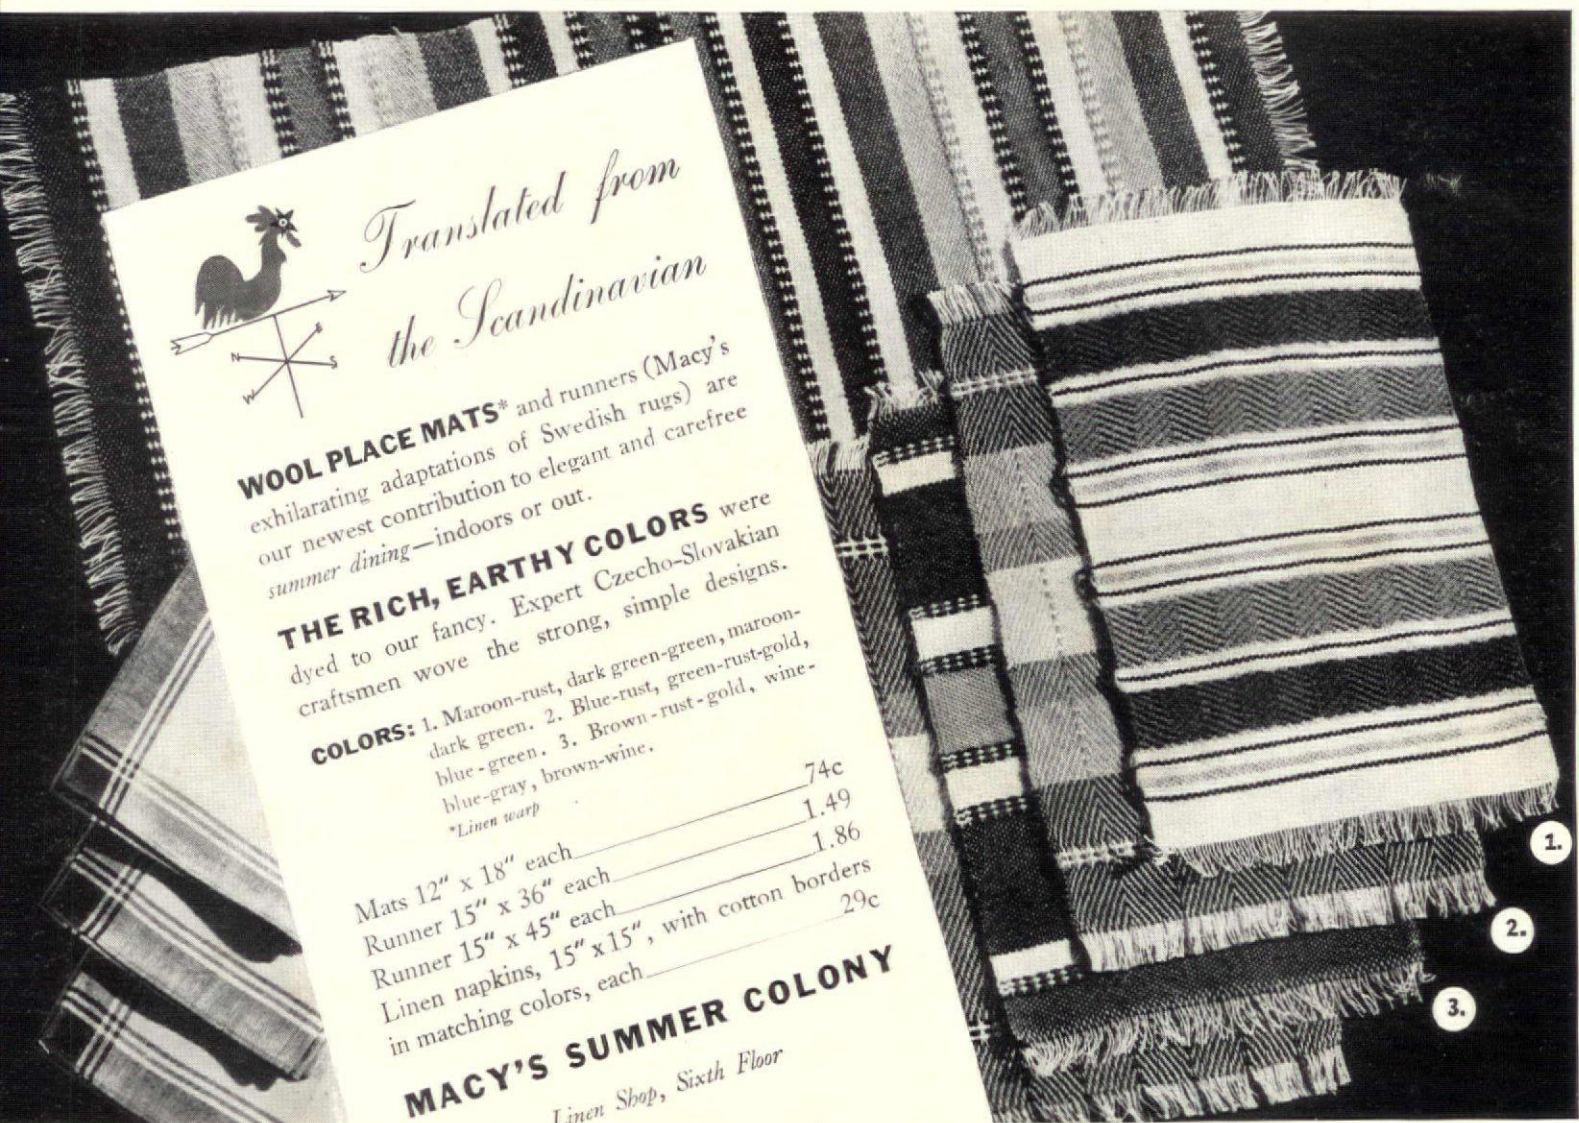 Translated from
the Scandinavian
N
S
W
WOOL PLACE MATS* and runners (Macy's
exhilarating adaptations of Swedish rugs) are
our newest contribution to elegant and carefree
summer dining—indoors or out.
THE RICH, EARTHY COLORS were
dyed to our fancy. Expert Czecho-Slovakian
craftsmen wove the strong, simple designs.
COLORS: 1. Maroon-rust, dark green-green, maroon-
dark green. 2. Blue-rust, green-rust-gold,
blue-green. 3. Brown-rust-gold, wine-
blue-gray, brown-wine.
*Linen warp
Mats 12" x 18" each 74c
Runner 15" x 36" each 1.49
Runner 15" x 45" each 1.86
Linen napkins, 15" x 15", with cotton borders
in matching colors, each 29c
MACY'S SUMMER COLONY
Linen Shop, Sixth Floor
1.
2.
3.